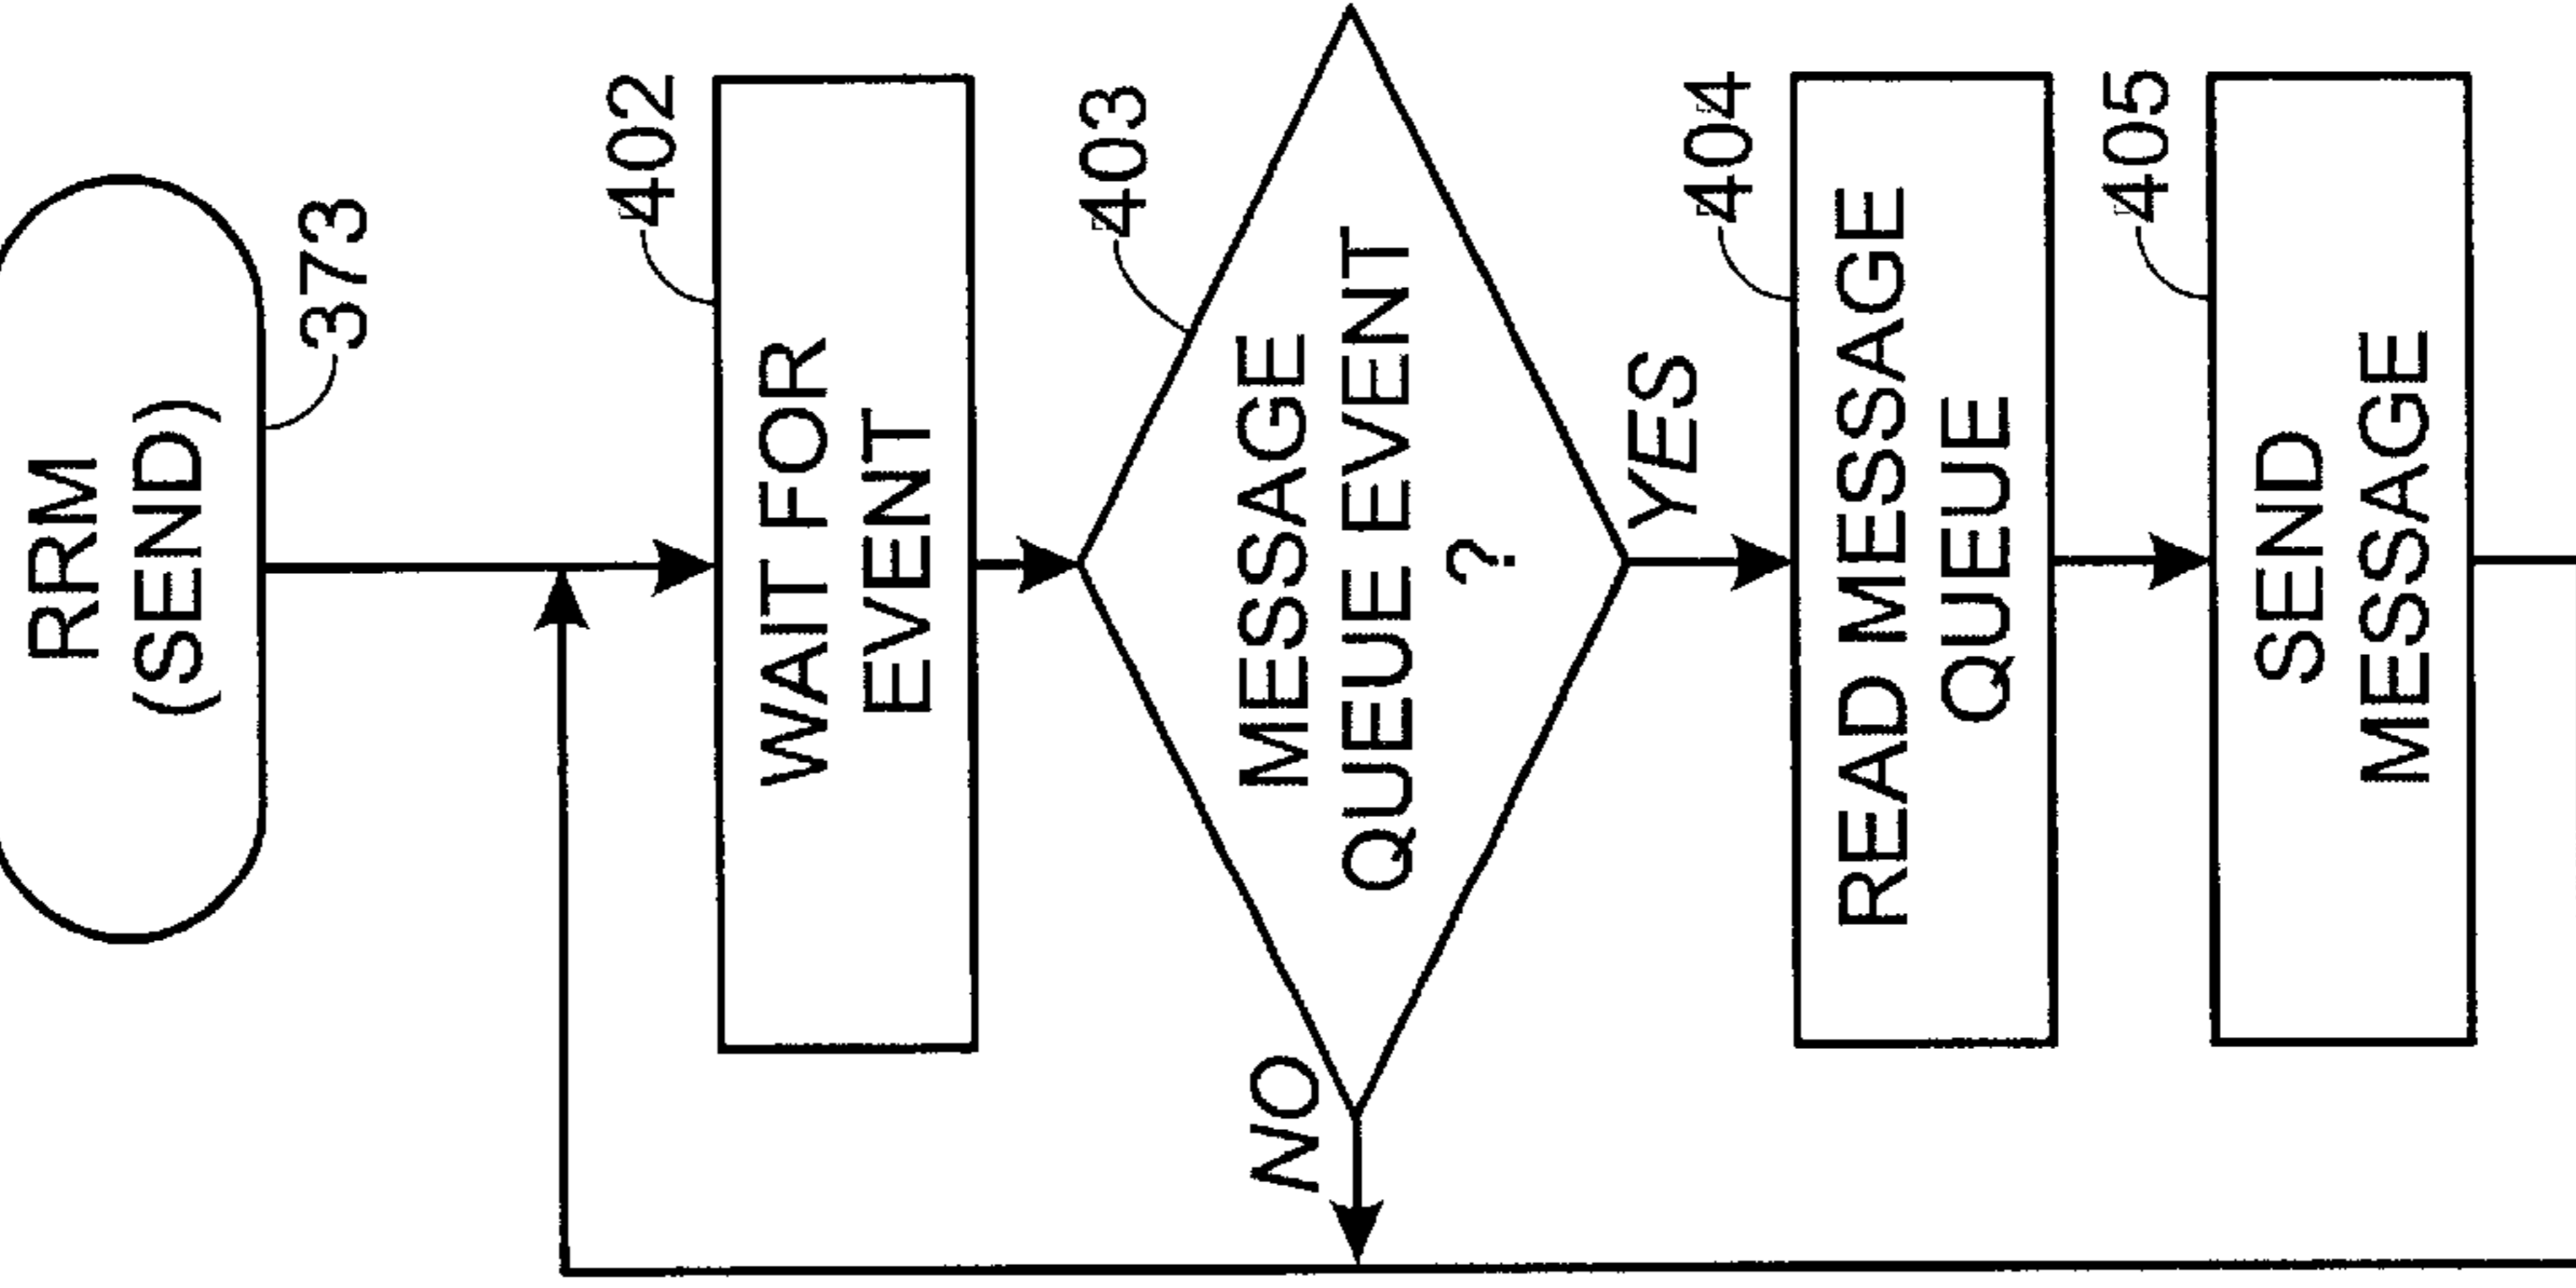 RRM
(SEND)
373
402
WAIT FOR
EVENT
403
MESSAGE
QUEUE EVENT
?
NO
YES
404
READ MESSAGE
QUEUE
405
SEND
MESSAGE